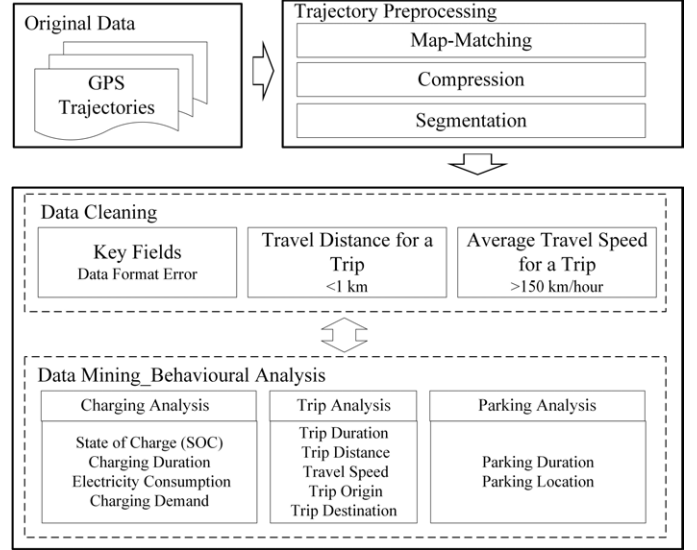 Original Data
GPS
Trajectories
Trajectory Preprocessing
Map-Matching
Compression
Segmentation
Data Cleaning
Key Fields
Data Format Error
Travel Distance for a
Trip
<1 km
Average Travel Speed
for a Trip
>150 km/hour
Data Mining_Behavioural Analysis
Charging Analysis
State of Charge (SOC)
Charging Duration
Electricity Consumption
Charging Demand
Trip Analysis
Trip Duration
Trip Distance
Travel Speed
Trip Origin
Trip Destination
Parking Analysis
Parking Duration
Parking Location